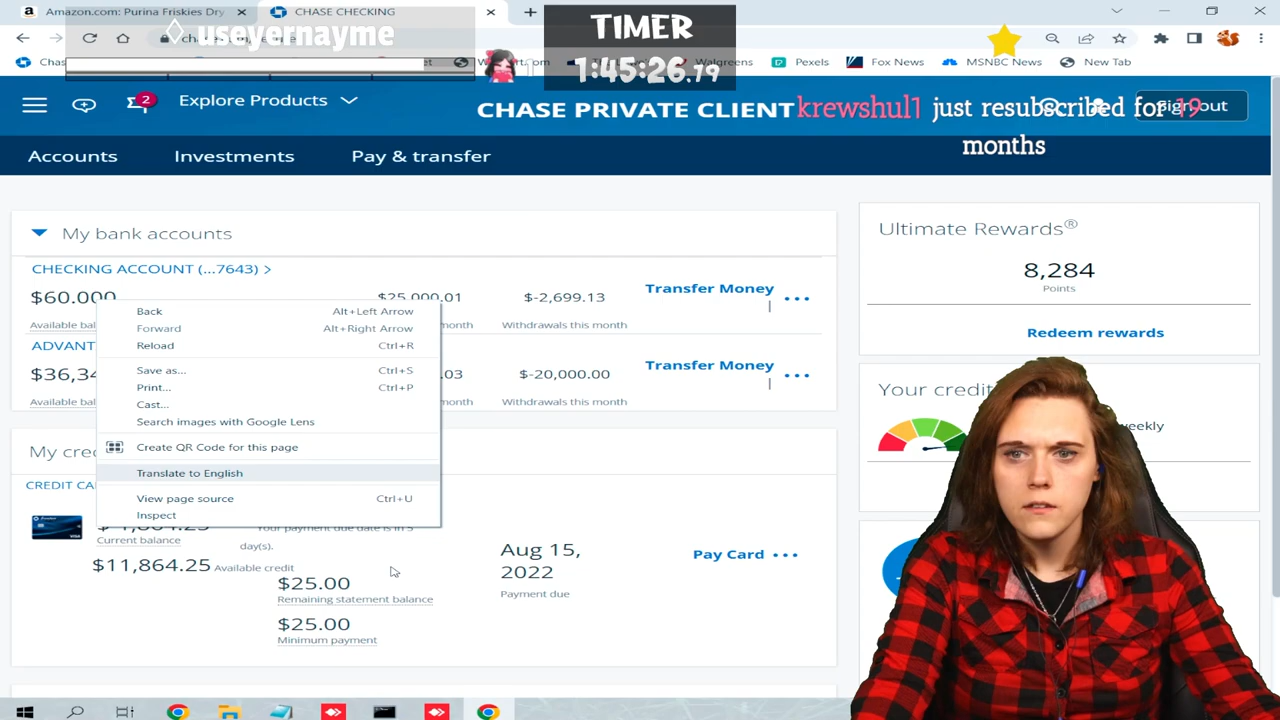 Amazon.com: Purina Friskies Dry
CHASE CHECKING
useyernayme
TIMER
1:45:26.79
Walgreens
Pexels
Fox News
MSNBC News
New Tab
2
Explore Products
CHASE PRIVATE CLIENT
Sign out
krewshul1 just resubscribed for 19
months
Accounts
Investments
Pay & transfer
My bank accounts
CHECKING ACCOUNT (...7643) >
$60,000
$25,000.01
$-2,699.13
Transfer Money
Available bal
month
Withdrawals this month
ADVANT
$36,34
.03
$-20,000.00
Transfer Money
Available bal
month
Withdrawals this month
Back Alt+Left Arrow
Forward Alt+Right Arrow
Reload Ctrl+R
Save as... Ctrl+S
Print... Ctrl+P
Cast...
Search images with Google Lens
Create QR Code for this page
Translate to English
View page source Ctrl+U
Inspect
My cre
CREDIT CA
Current balance
Your payment due date is in 5
day(s).
$11,864.25 Available credit
$25.00
Remaining statement balance
$25.00
Minimum payment
Aug 15,
2022
Payment due
Pay Card
Ultimate Rewards®
8,284
Points
Redeem rewards
Your credit
weekly